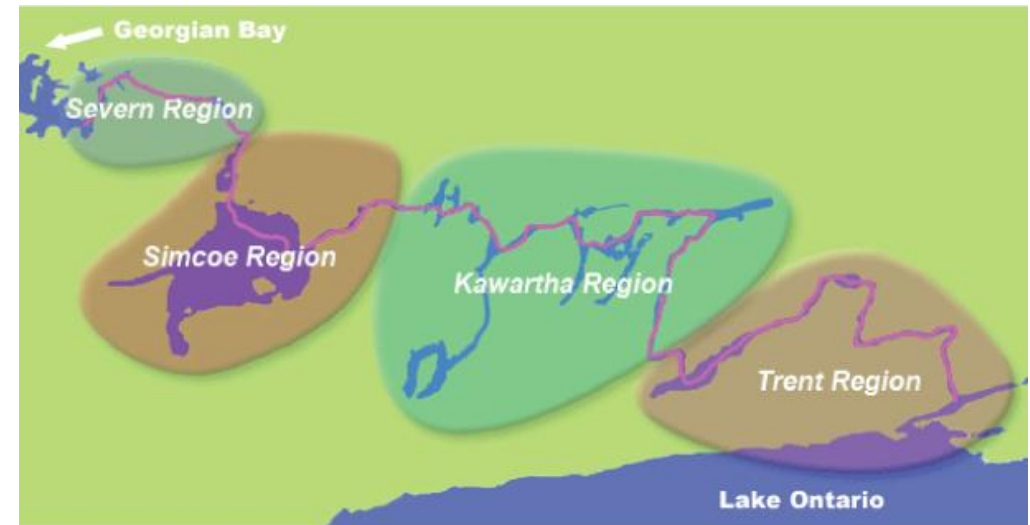 Georgian Bay
Severn Region
Simcoe Region
Kawartha Region
Trent Region
Lake Ontario